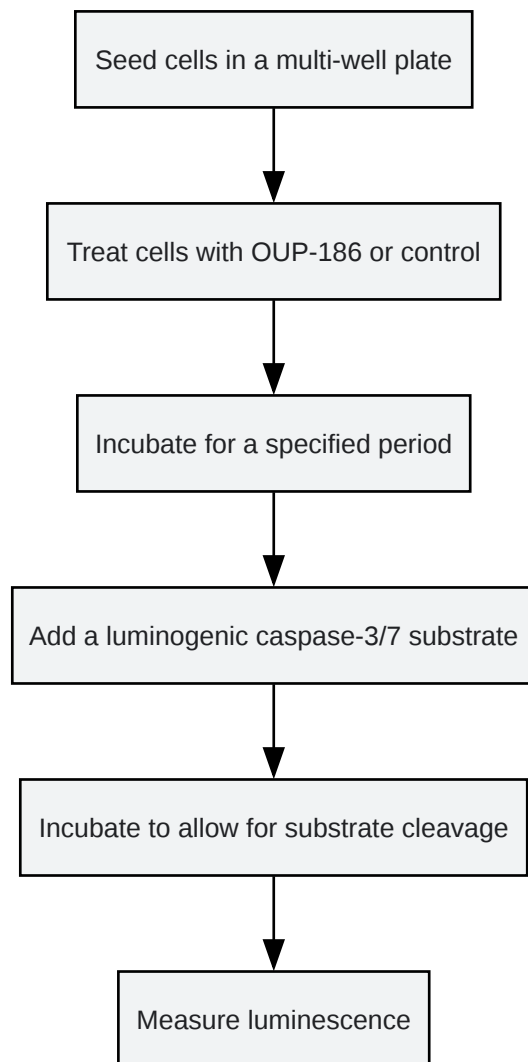 Seed cells in a multi-well plate
Treat cells with OUP-186 or control
Incubate for a specified period
Add a luminogenic caspase-3/7 substrate
Incubate to allow for substrate cleavage
Measure luminescence